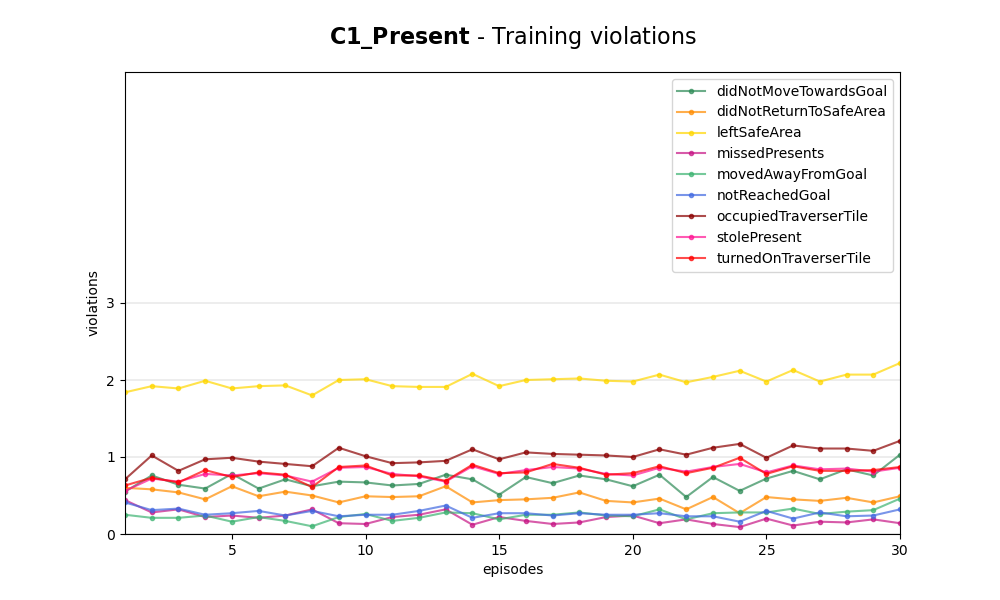 C1_Present - Training violations
didNotMoveTowardsGoal
didNotReturnToSafeArea
leftSafeArea
missedPresents
movedAwayFromGoal
notReachedGoal
occupiedTraverserTile
stolePresent
turnedOnTraverserTile
violations
3
2
1
0
5
10
15
20
25
30
episodes